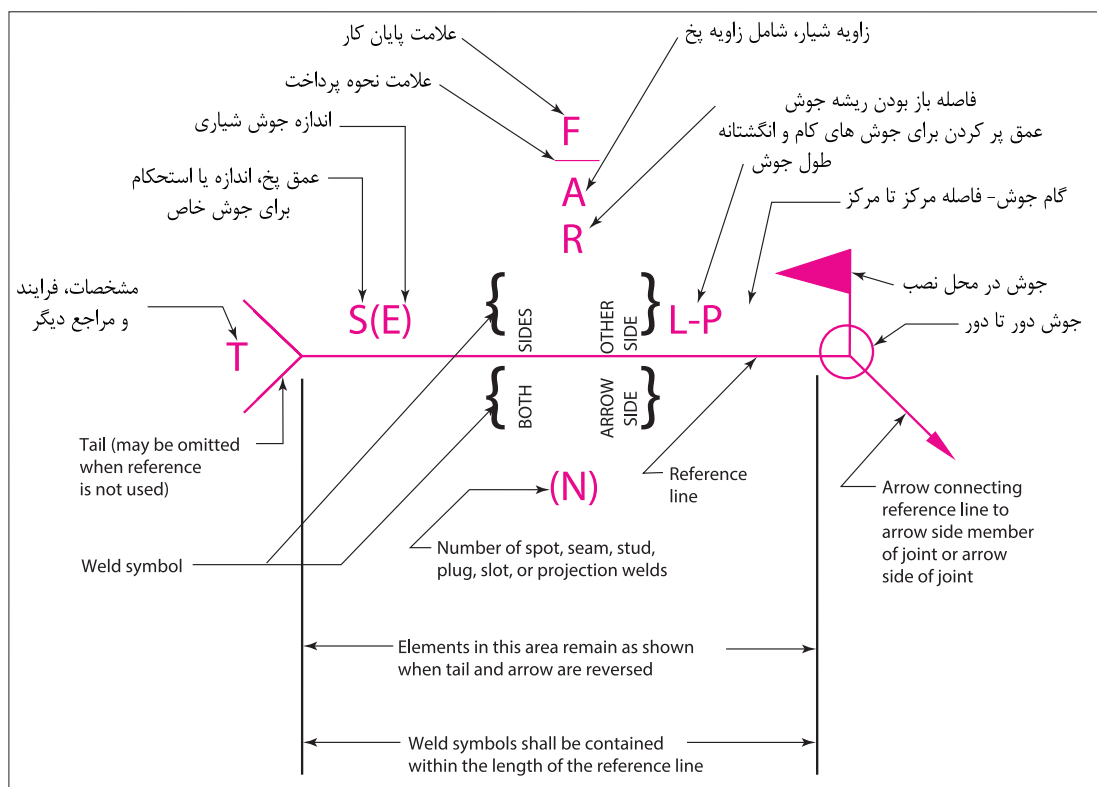 علامت پایان کار
زاویه شیار، شامل زاویه پخ
علامت نحوه پرداخت
فاصله باز بودن ریشه جوش
عمق پر کردن برای جوش های کام و انگشتانه
طول جوش
اندازه جوش شیاری
عمق پخ، اندازه یا استحکام
برای جوش خاص
گام جوش- فاصله مرکز تا مرکز
مشخصات، فرایند
و مراجع دیگر
جوش در محل نصب
جوش دور تا دور
F
A
R
S(E)
{
SIDES
OTHER
SIDE
}
L-P
T
{
BOTH
ARROW
SIDE
}
(N)
Tail (may be omitted
when reference
is not used)
Reference
line
Arrow connecting
reference line to
arrow side member
of joint or arrow
side of joint
Weld symbol
Number of spot, seam, stud,
plug, slot, or projection welds
Elements in this area remain as shown
when tail and arrow are reversed
Weld symbols shall be contained
within the length of the reference line